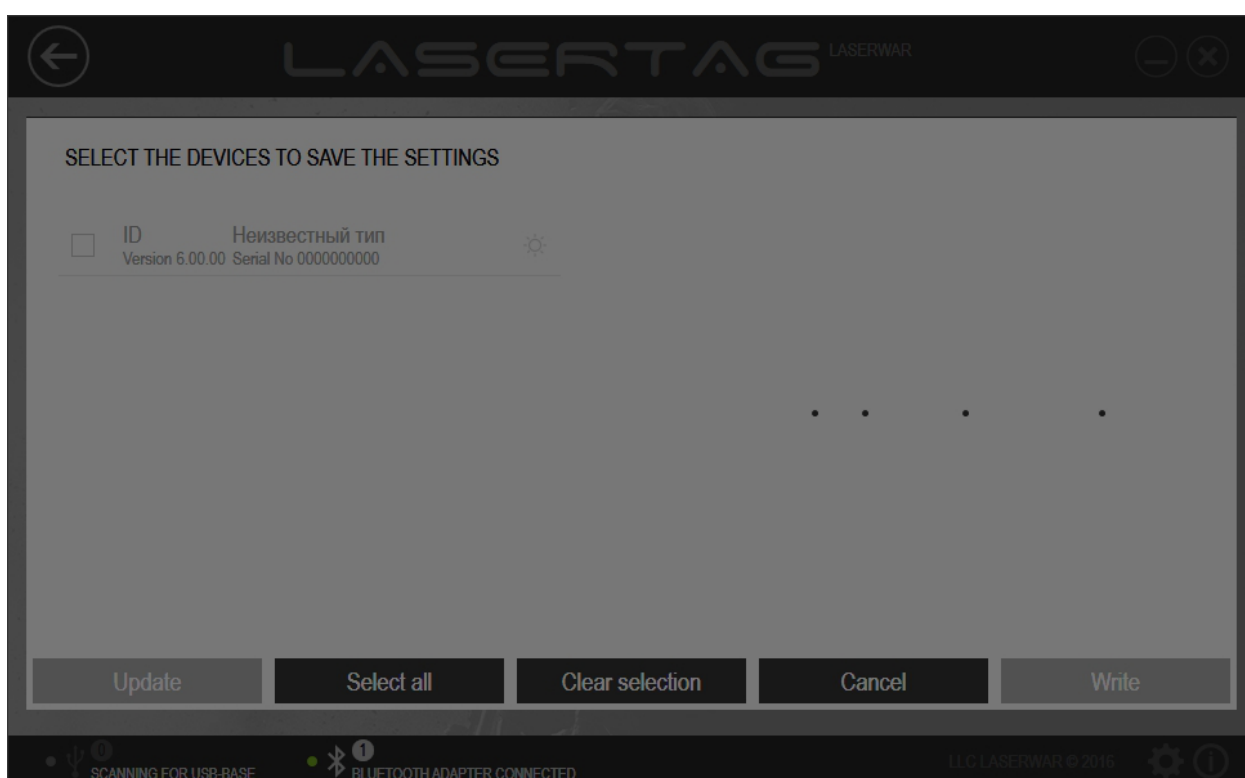 LASERTAG LASERWAR
SELECT THE DEVICES TO SAVE THE SETTINGS
ID Неизвестный тип
Version 6.00.00 Serial No 0000000000
Update Select all Clear selection Cancel Write
0 1
SCANNING FOR USB-BASE BLUETOOTH ADAPTER CONNECTED LLC LASERWAR © 2016